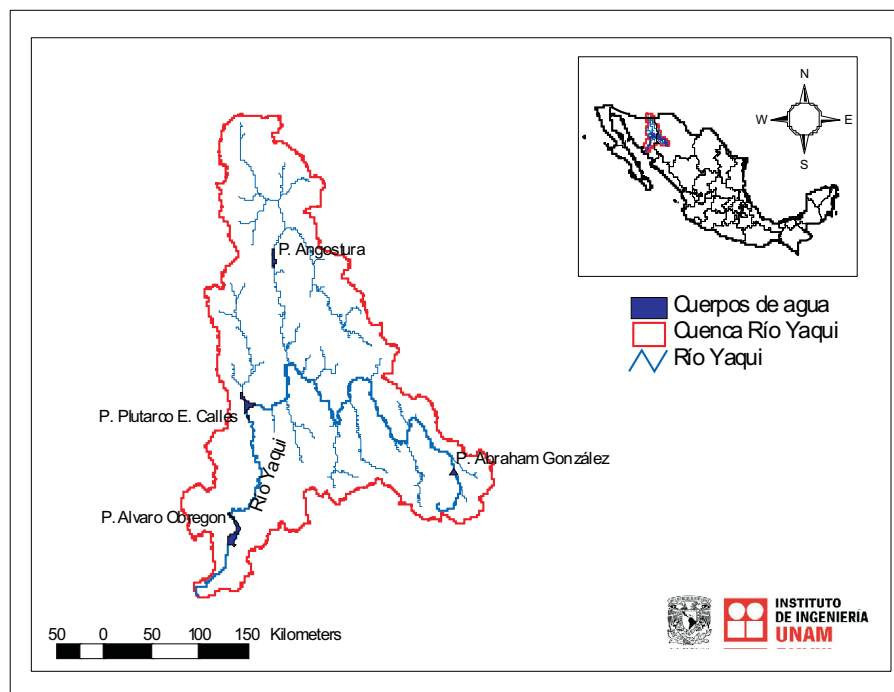 N
W E
S
P. Angostura
Cuerpos de agua
Cuenca Río Yaqui
Río Yaqui
P. Plutarco E. Calles
Río Yaqui
P. Abraham González
P. Alvaro Obregon
50 0 50 100 150 Kilometers
INSTITUTO
DE INGENIERÍA
UNAM